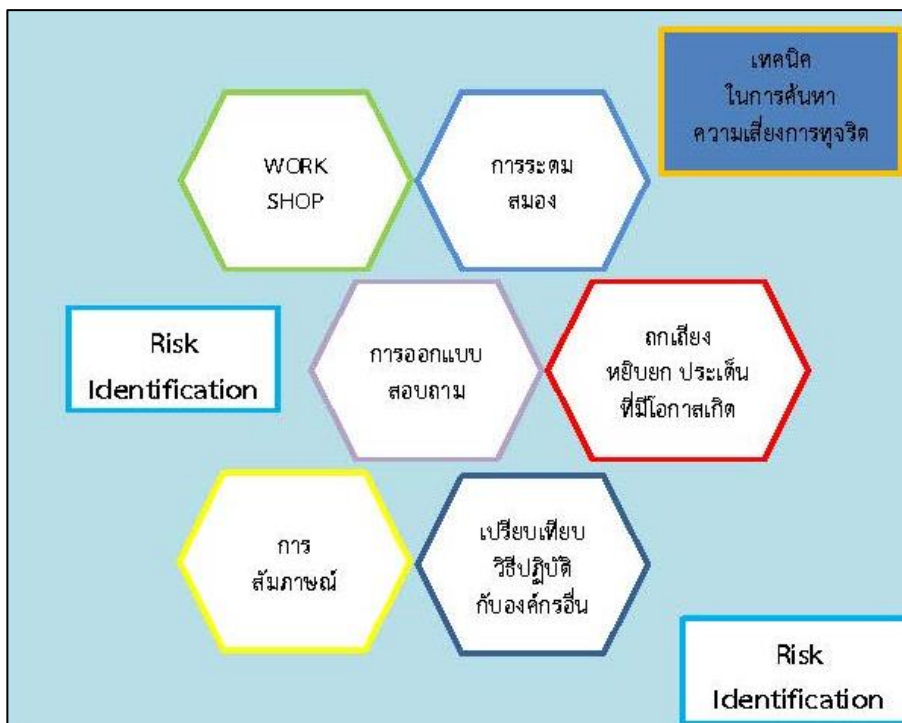 เทคนิค
ในการค้นหา
ความเสี่ยงการทุจริต
WORK
SHOP
การระดม
สมอง
Risk
Identification
การออกแบบ
สอบถาม
ถกเถียง
หยิบยก ประเด็น
ที่มีโอกาสเกิด
การ
สัมภาษณ์
เปรียบเทียบ
วิธีปฏิบัติ
กับองค์กรอื่น
Risk
Identification